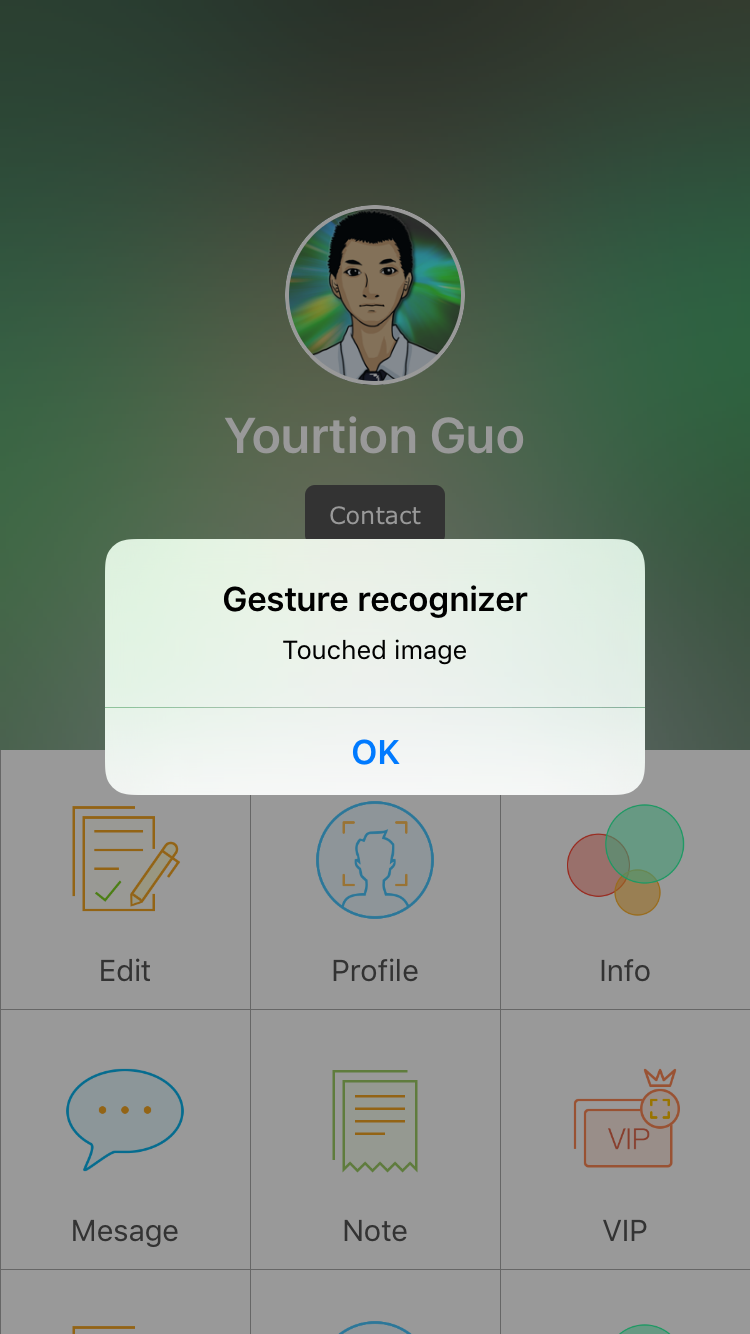 Yourtion Guo
Contact
Gesture recognizer
Touched image
OK
Edit
Profile
Info
Mesage
Note
VIP
VIP